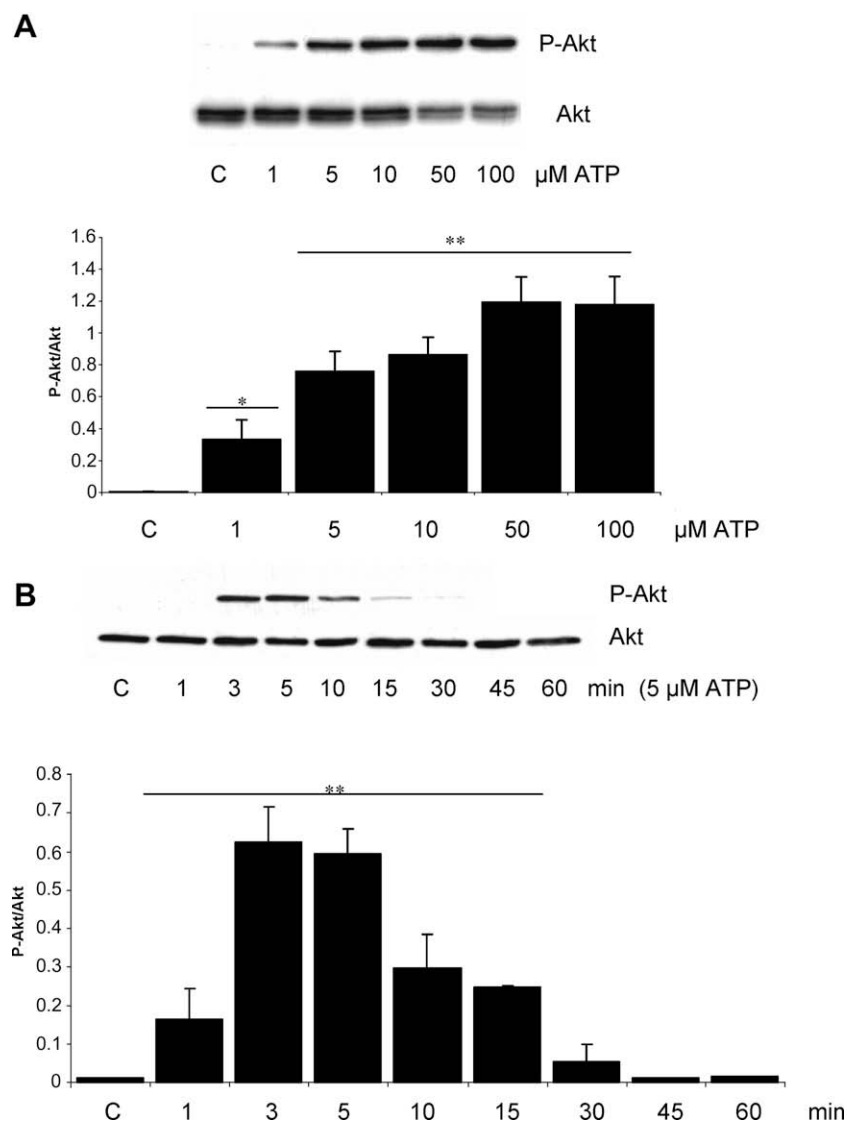 A
P-Akt
Akt
C 1 5 10 50 100 µM ATP
1.6
1.4
1.2
1
0.8
0.6
0.4
0.2
0
P-Akt/Akt
*
**
C 1 5 10 50 100 µM ATP
B
P-Akt
Akt
C 1 3 5 10 15 30 45 60 min (5 µM ATP)
0.8
0.7
0.6
0.5
0.4
0.3
0.2
0.1
0
P-Akt/Akt
**
C 1 3 5 10 15 30 45 60 min